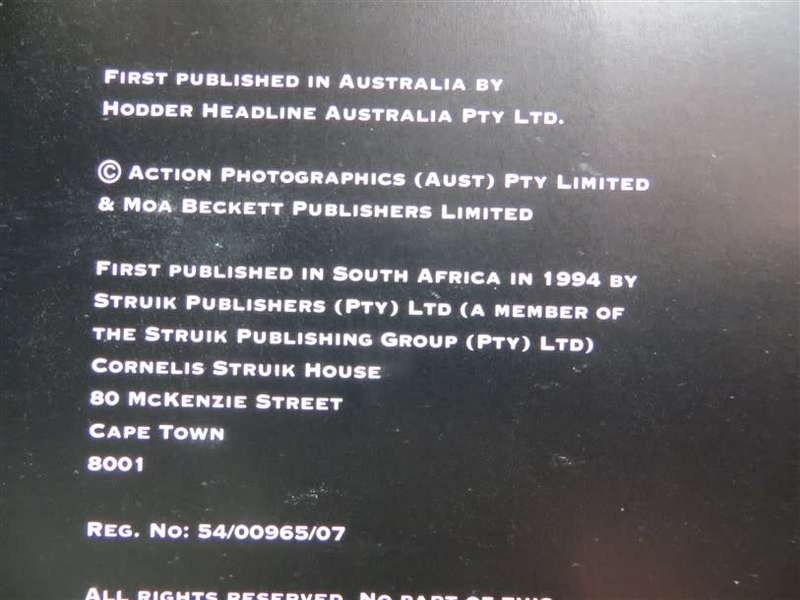 First published in Australia by
Hodder Headline Australia Pty Ltd.
© Action Photographics (Aust) Pty Limited
& Moa Beckett Publishers Limited
First published in South Africa in 1994 by
Struik Publishers (Pty) Ltd (a member of
the Struik Publishing Group (Pty) Ltd)
Cornelis Struik House
80 McKenzie Street
Cape Town
8001
Reg. No: 54/00965/07
All rights reserved. No part of this